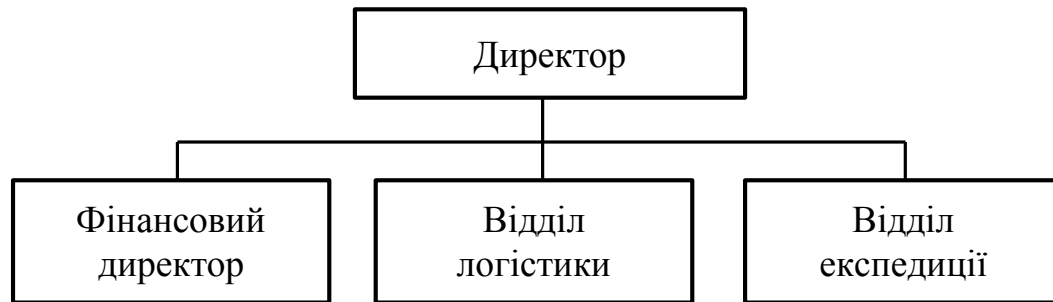 Директор
Фінансовий
директор
Відділ
логістики
Відділ
експедиції